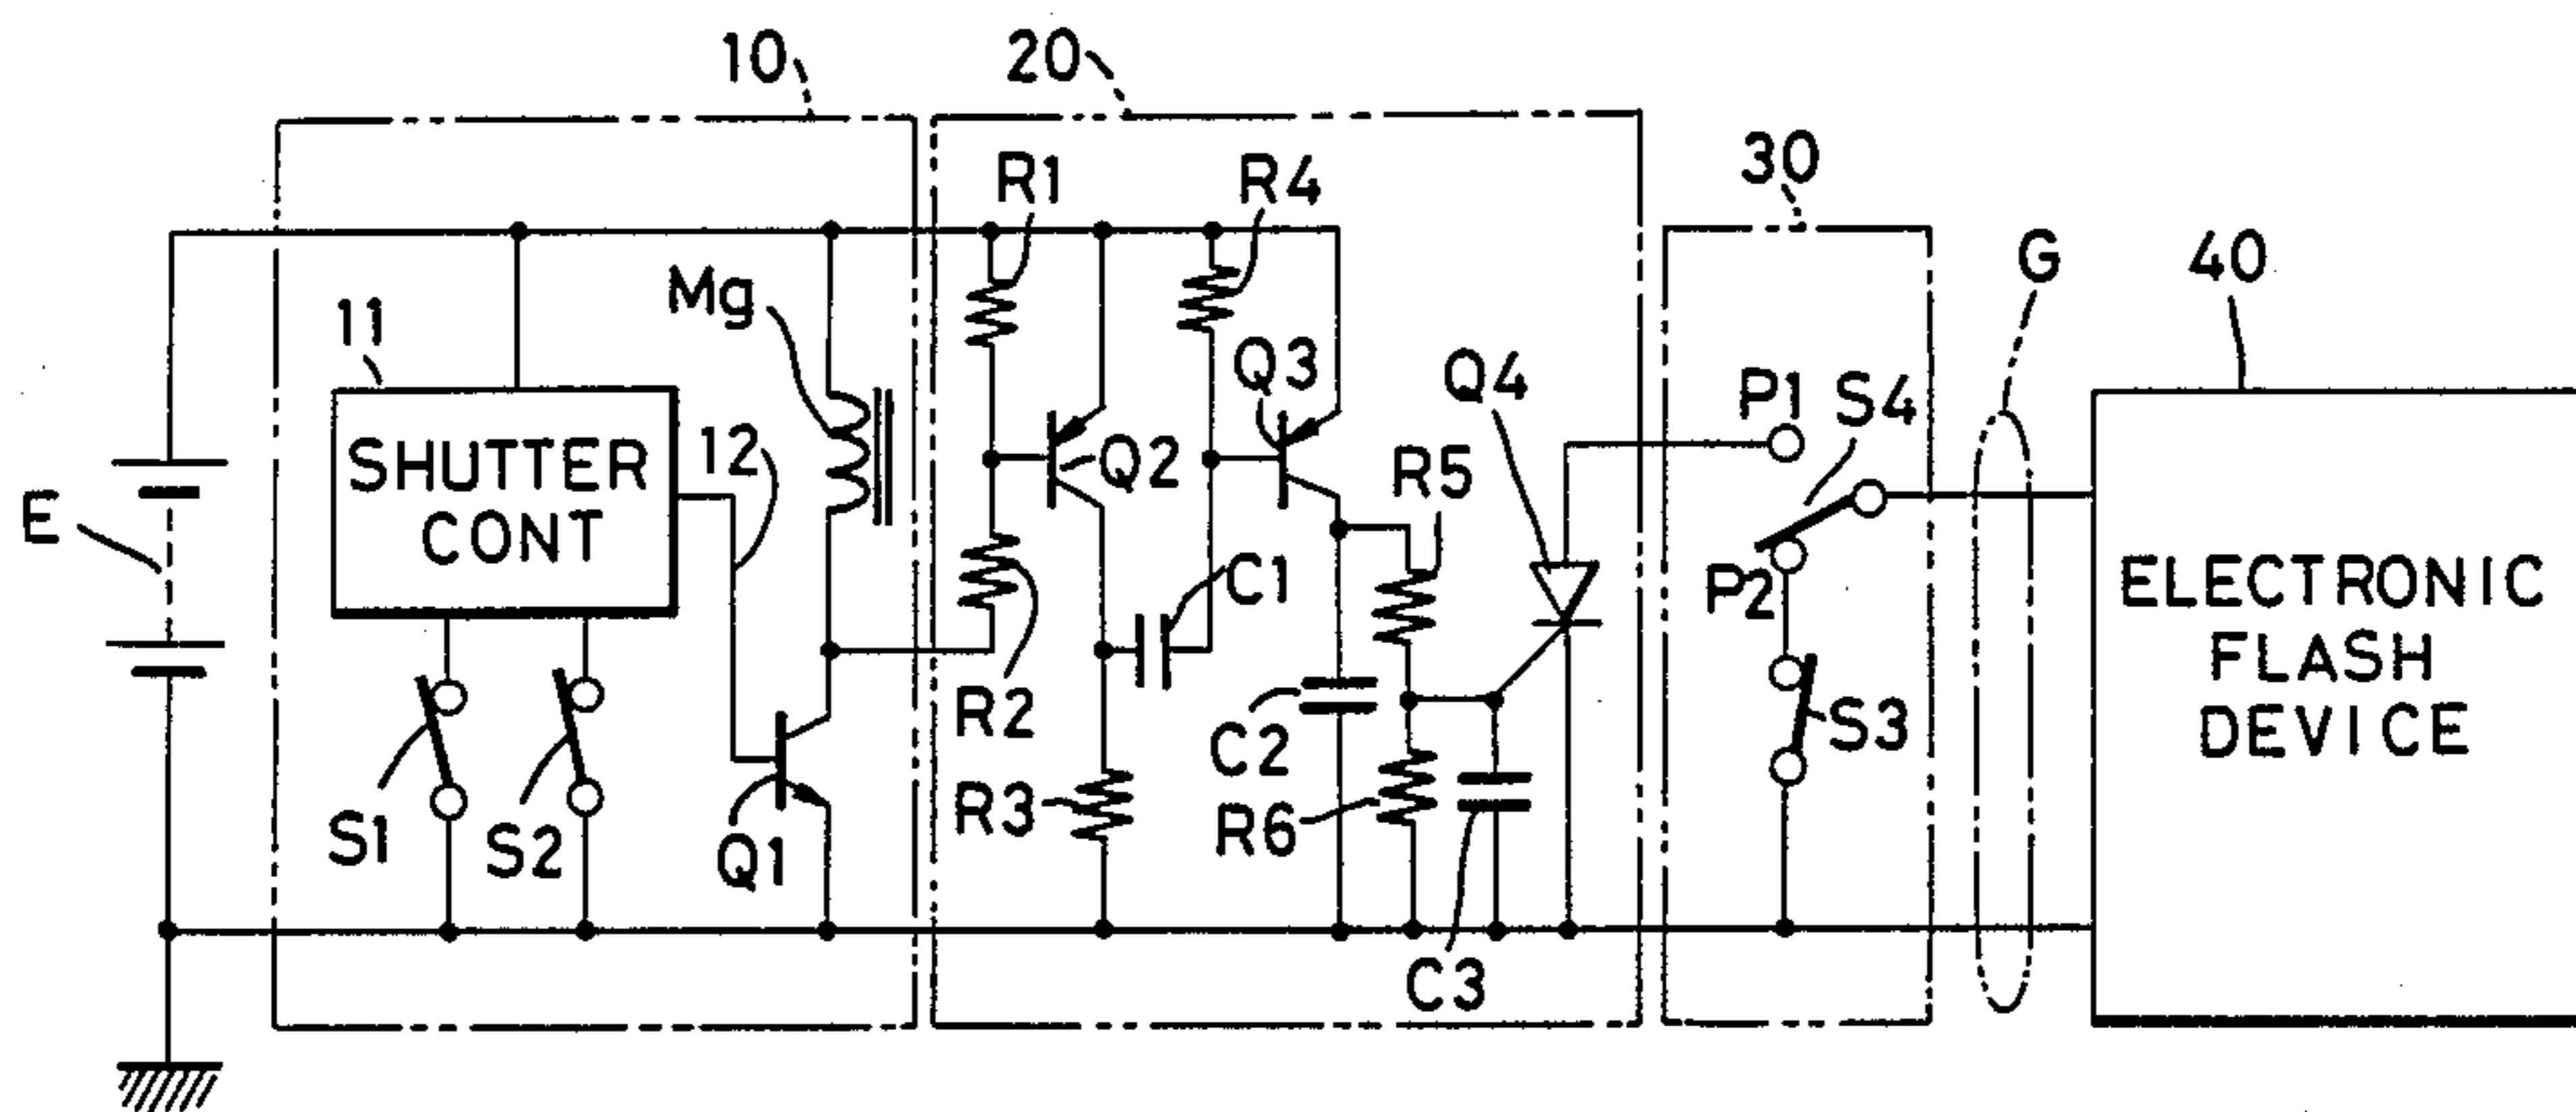 10
20
30
R1
R4
G
40
Mg
11
Q3
Q4
P1
S4
12
SHUTTER
CONT
Q2
R5
E
C1
P2
ELECTRONIC
FLASH
DEVICE
R2
C2
S3
R3
R6
S1
S2
Q1
C3